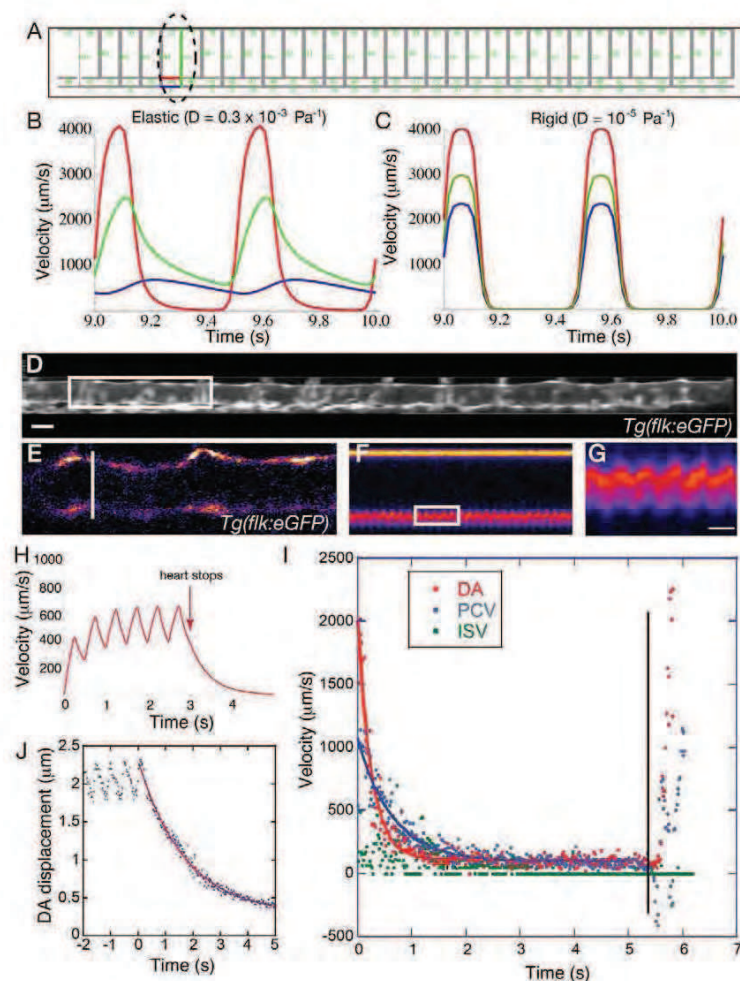 A
B
Elastic (D = 0.3 x 10⁻³ Pa⁻¹)
C
Rigid (D = 10⁻⁵ Pa⁻¹)
Velocity (µm/s)
4000
3000
2000
1000
9.0 9.2 9.4 9.6 9.8 10.0
Time (s)
Velocity (µm/s)
4000
3000
2000
1000
9.0 9.2 9.4 9.6 9.8 10.0
Time (s)
D
Tg(flk:eGFP)
E
Tg(flk:eGFP)
F
G
H
Velocity (µm/s)
1000
800
600
400
200
heart stops
0 1 2 3 4
Time (s)
I
Velocity (µm/s)
2500
2000
1500
1000
500
0
-500
DA
PCV
ISV
0 1 2 3 4 5 6 7
Time (s)
J
DA displacement (µm)
2.5
2
1.5
1
0.5
0
-2 -1 0 1 2 3 4 5
Time (s)